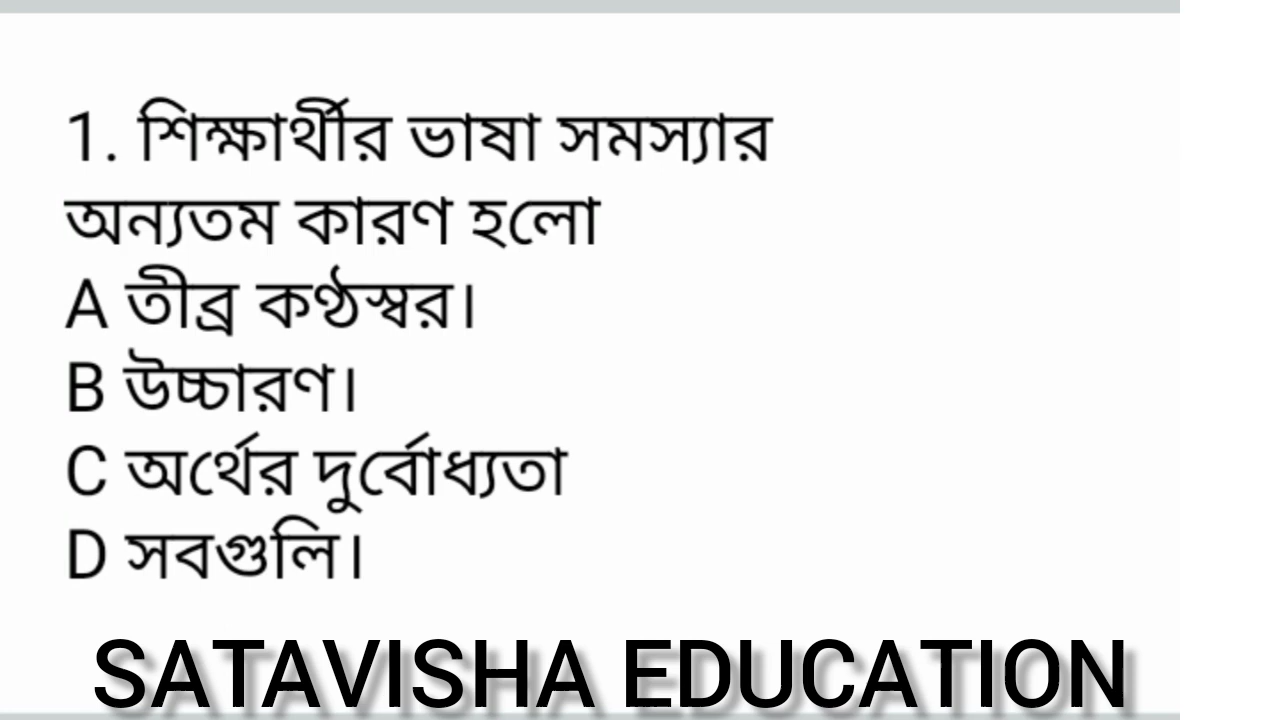 1. শিক্ষার্থীর ভাষা সমস্যার
অন্যতম কারণ হলো
A তীব্র কণ্ঠস্বর।
B উচ্চারণ।
C অর্থের দুর্বোধ্যতা
D সবগুলি।
SATAVISHA EDUCATION